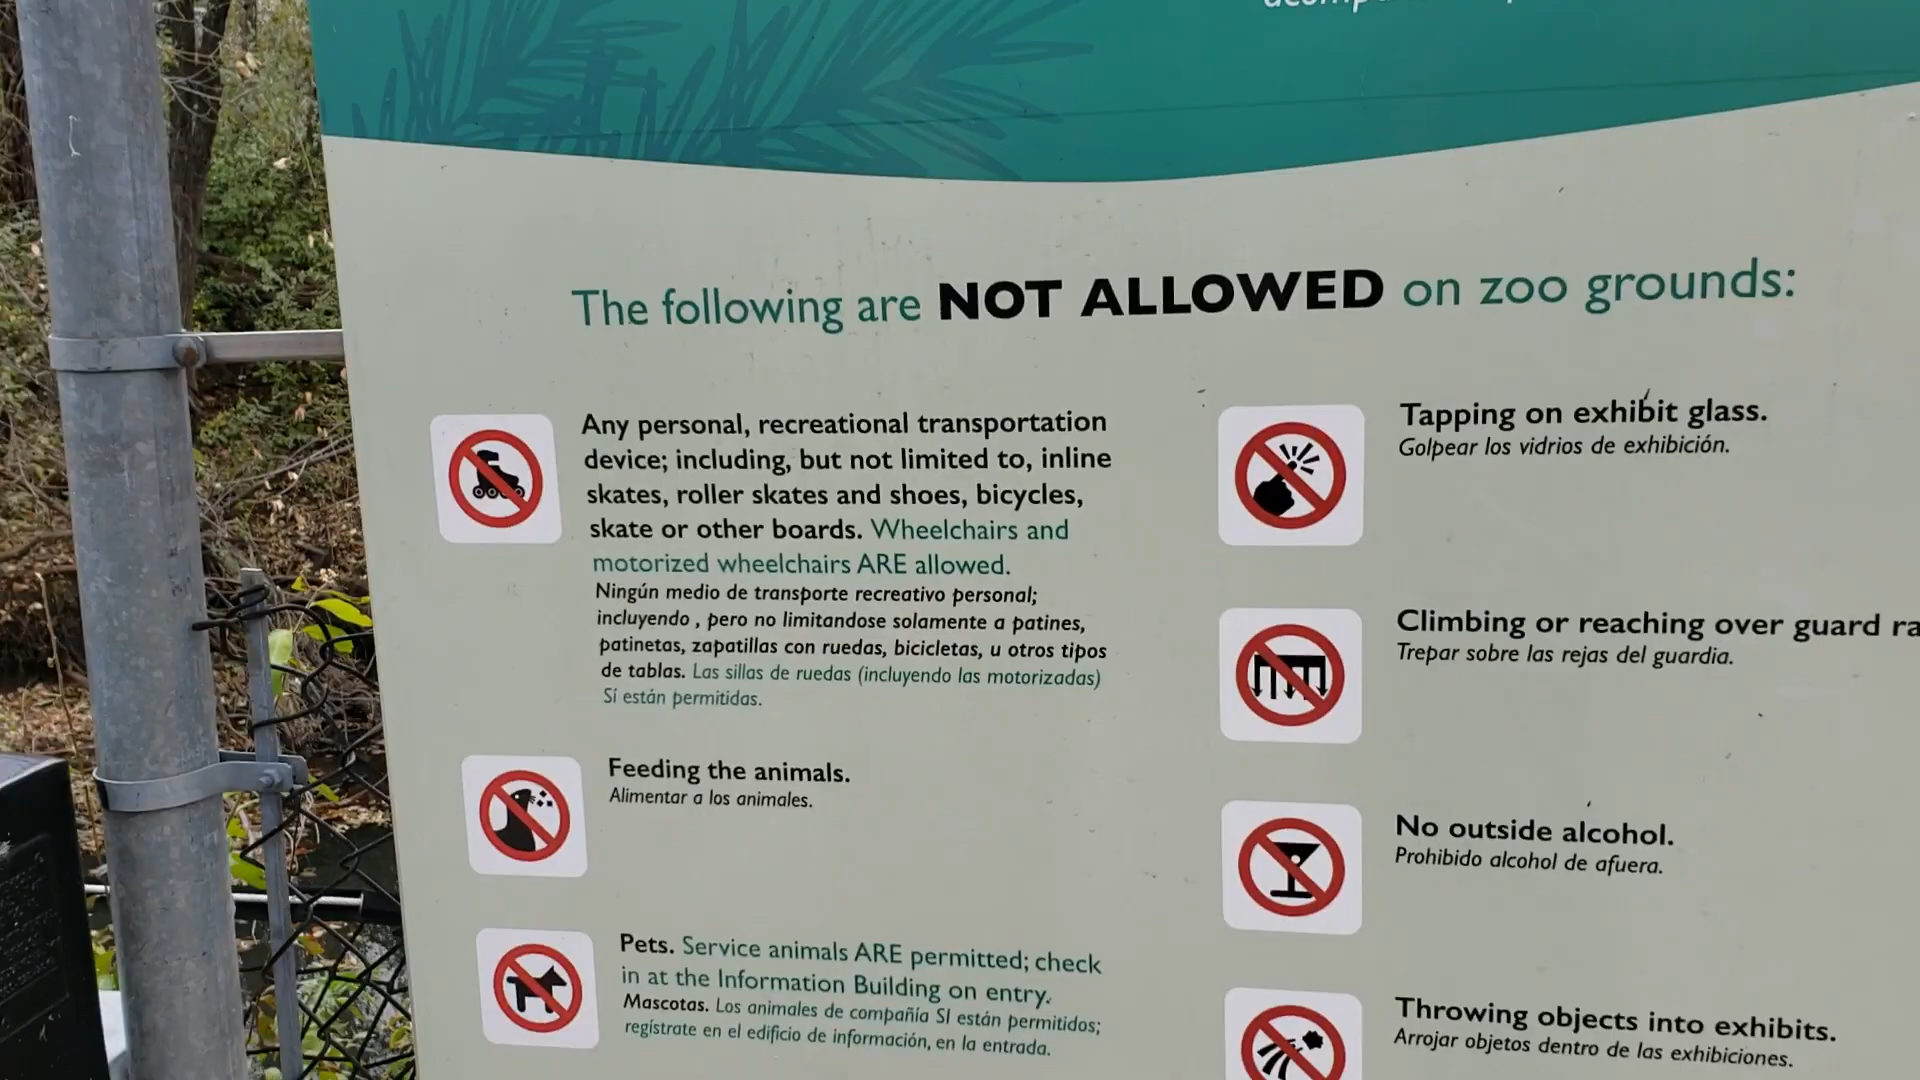 The following are NOT ALLOWED on zoo grounds:
Any personal, recreational transportation
device; including, but not limited to, inline
skates, roller skates and shoes, bicycles,
skate or other boards. Wheelchairs and
motorized wheelchairs ARE allowed.
Ningún medio de transporte recreativo personal;
incluyendo , pero no limitandose solamente a patines,
patinetas, zapatillas con ruedas, bicicletas, u otros tipos
de tablas. Las sillas de ruedas (incluyendo las motorizadas)
Sí están permitidas.
Feeding the animals.
Alimentar a los animales.
Pets. Service animals ARE permitted; check
in at the Information Building on entry.
Mascotas. Los animales de compañía SI están permitidos;
regístrate en el edificio de información, en la entrada.
Tapping on exhibit glass.
Golpear los vidrios de exhibición.
Climbing or reaching over guard
Trepar sobre las rejas del guardia.
No outside alcohol.
Prohibido alcohol de afuera.
Throwing objects into exhibits.
Arrojar objetos dentro de las exhibiciones.